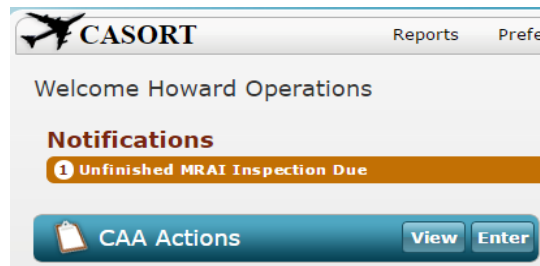 CASORT Reports
Welcome Howard Operations
Notifications
1 Unfinished MRAI Inspection Due
CAA Actions View Enter